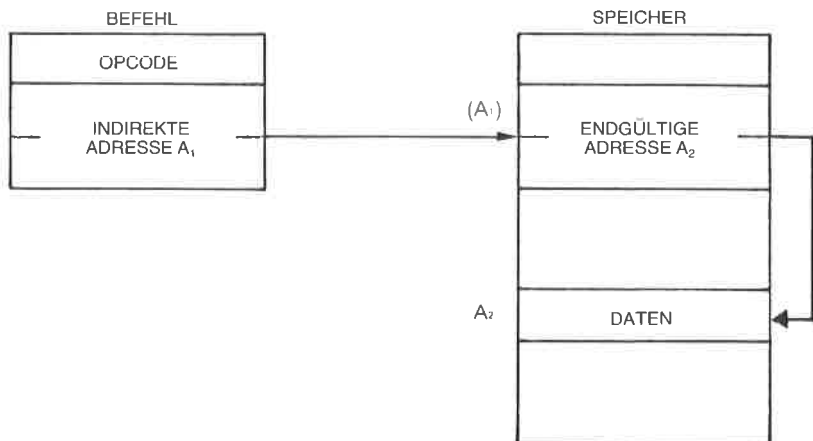 BEFEHL
SPEICHER
OPCODE
INDIREKTE
ADRESSE A₁
(A₁)
ENDGÜLTIGE
ADRESSE A₂
A₂
DATEN